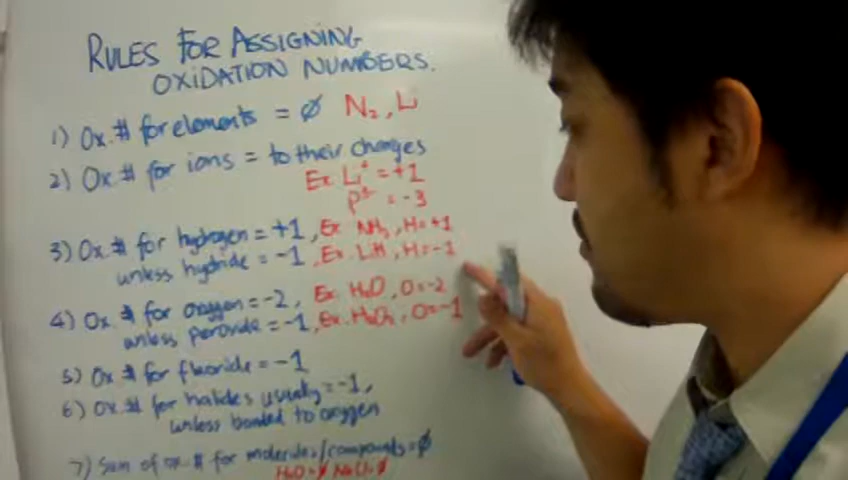 RULES FOR ASSIGNING
OXIDATION NUMBERS.
1) Ox. # for elements = ∅ N₂, Li
2) Ox. # for ions = to their charges
Ex. Li⁺ = +1
P³⁻ = -3
3) Ox. # for hydrogen = +1, Ex. NH₃, H=+1
unless hydride = -1, Ex. LiH, H=-1
4) Ox. # for oxygen = -2, Ex. H₂O, O=-2
unless peroxide = -1, Ex. H₂O₂, O=-1
5) Ox # for fluoride = -1
6) Ox. # for halides usually = -1,
unless bonded to oxygen
7) Sum of ox. # for molecules/compounds = ∅
H₂O=∅ NaCl=∅